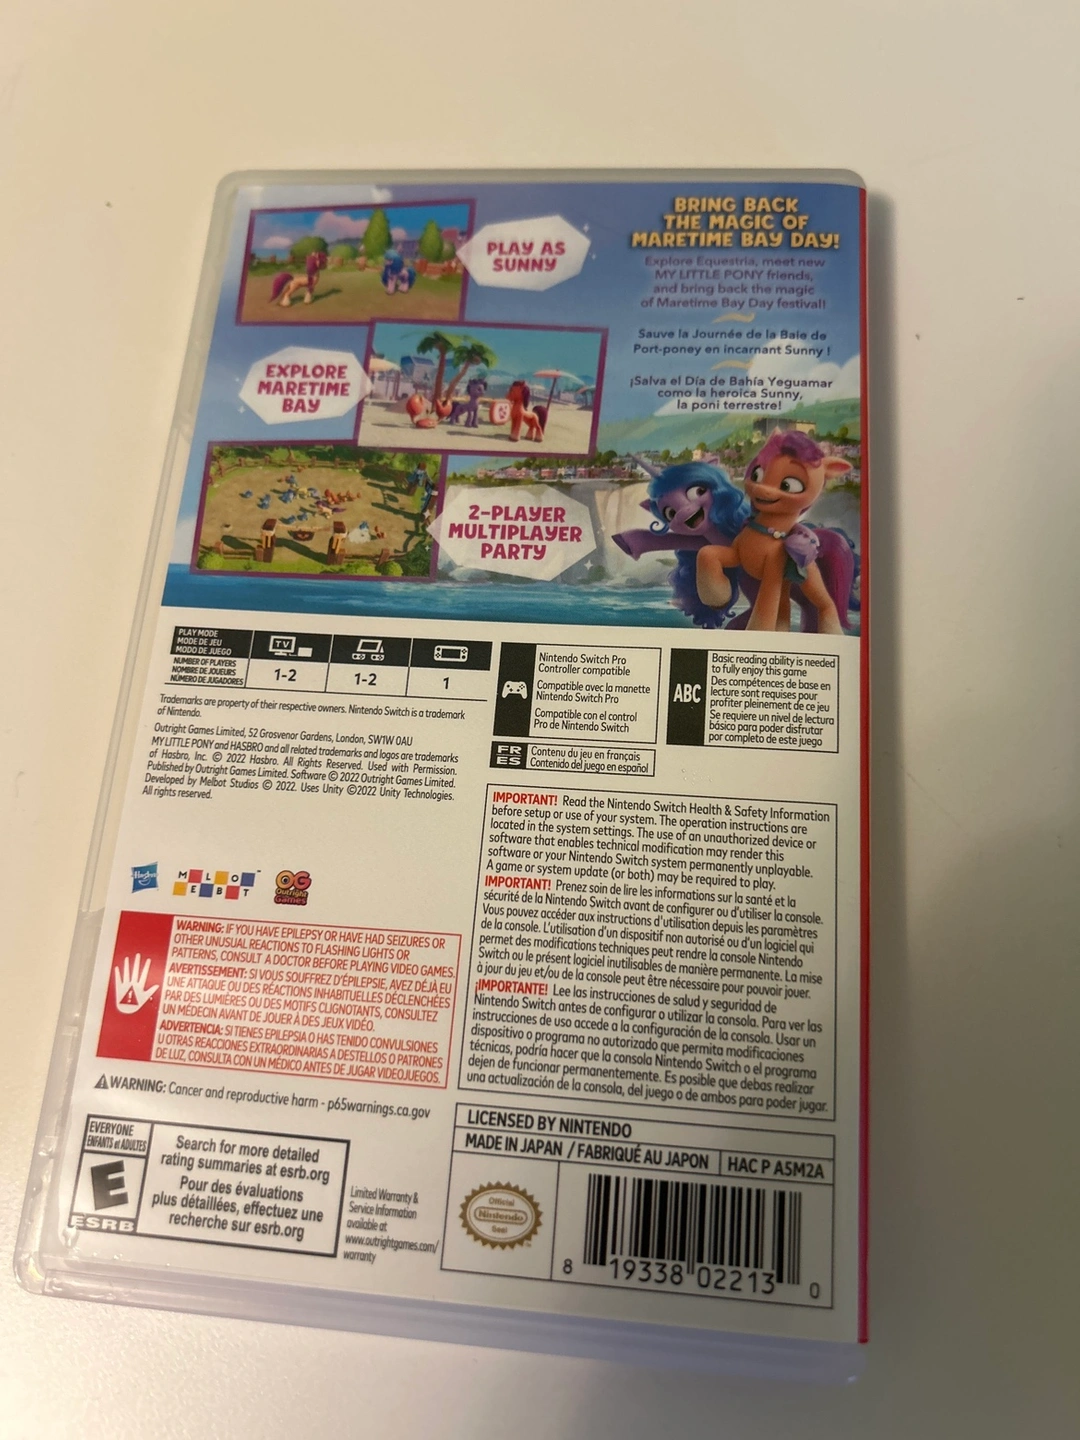 PLAY AS
SUNNY
EXPLORE
MARETIME
BAY
2-PLAYER
MULTIPLAYER
PARTY
BRING BACK
THE MAGIC OF
MARETIME BAY DAY!
Explore Equestria, meet new
MY LITTLE PONY friends,
and bring back the magic
of Maretime Bay Day festival!
Sauve la Journée de la Baie de
Port-poney en incarnant Sunny !
¡Salva el Día de Bahía Yeguamar
como la heroica Sunny,
la poni terrestre!
PLAY MODE
MODE DE JEU
MODO DE JUEGO
TV
NUMBER OF PLAYERS
NOMBRE DE JOUEURS
NÚMERO DE JUGADORES
1-2
1-2
1
Nintendo Switch Pro
Controller compatible
Compatible avec la manette
Nintendo Switch Pro
Compatible con el control
Pro de Nintendo Switch
ABC
Basic reading ability is needed
to fully enjoy this game
Des compétences de base en
lecture sont requises pour
profiter pleinement de ce jeu
Se requiere un nivel de lectura
básico para poder disfrutar
por completo de este juego
FR
ES
Contenu du jeu en français
Contenido del juego en español
Trademarks are property of their respective owners. Nintendo Switch is a trademark
of Nintendo.
Outright Games Limited, 52 Grosvenor Gardens, London, SW1W 0AU
MY LITTLE PONY and HASBRO and all related trademarks and logos are trademarks
of Hasbro, Inc. © 2022 Hasbro. All Rights Reserved. Used with Permission.
Published by Outright Games Limited. Software © 2022 Outright Games Limited.
Developed by Melbot Studios © 2022. Uses Unity ©2022 Unity Technologies.
All rights reserved.
Hasbro
MELBOT
OG
Outright
Games
IMPORTANT! Read the Nintendo Switch Health & Safety Information
before setup or use of your system. The operation instructions are
located in the system settings. The use of an unauthorized device or
software that enables technical modification may render this
software or your Nintendo Switch system permanently unplayable.
A game or system update (or both) may be required to play.
IMPORTANT! Prenez soin de lire les informations sur la santé et la
sécurité de la Nintendo Switch avant de configurer ou d'utiliser la console.
Vous pouvez accéder aux instructions d'utilisation depuis les paramètres
de la console. L'utilisation d'un dispositif non autorisé ou d'un logiciel qui
permet des modifications techniques peut rendre la console Nintendo
Switch ou le présent logiciel inutilisables de manière permanente. La mise
à jour du jeu et/ou de la console peut être nécessaire pour pouvoir jouer.
¡IMPORTANTE! Lee las instrucciones de salud y seguridad de
Nintendo Switch antes de configurar o utilizar la consola. Para ver las
instrucciones de uso accede a la configuración de la consola. Usar un
dispositivo o programa no autorizado que permita modificaciones
técnicas, podría hacer que la consola Nintendo Switch o el programa
dejen de funcionar permanentemente. Es posible que debas realizar
una actualización de la consola, del juego o de ambos para poder jugar.
WARNING: IF YOU HAVE EPILEPSY OR HAVE HAD SEIZURES OR
OTHER UNUSUAL REACTIONS TO FLASHING LIGHTS OR
PATTERNS, CONSULT A DOCTOR BEFORE PLAYING VIDEO GAMES.
AVERTISSEMENT: SI VOUS SOUFFREZ D'ÉPILEPSIE, AVEZ DÉJÀ EU
UNE ATTAQUE OU DES RÉACTIONS INHABITUELLES DÉCLENCHÉES
PAR DES LUMIÈRES OU DES MOTIFS CLIGNOTANTS, CONSULTEZ
UN MÉDECIN AVANT DE JOUER À DES JEUX VIDÉO.
ADVERTENCIA: SI TIENES EPILEPSIA O HAS TENIDO CONVULSIONES
U OTRAS REACCIONES EXTRAORDINARIAS A DESTELLOS O PATRONES
DE LUZ, CONSULTA CON UN MÉDICO ANTES DE JUGAR VIDEOJUEGOS.
WARNING: Cancer and reproductive harm - p65warnings.ca.gov
EVERYONE
ENFANTS et ADULTES
E
ESRB
Search for more detailed
rating summaries at esrb.org
Pour des évaluations
plus détaillées, effectuez une
recherche sur esrb.org
Limited Warranty &
Service Information
available at
www.outrightgames.com/
warranty
LICENSED BY NINTENDO
MADE IN JAPAN / FABRIQUÉ AU JAPON
HAC P A5M2A
Official
Nintendo
Seal
8 19338 02213 0